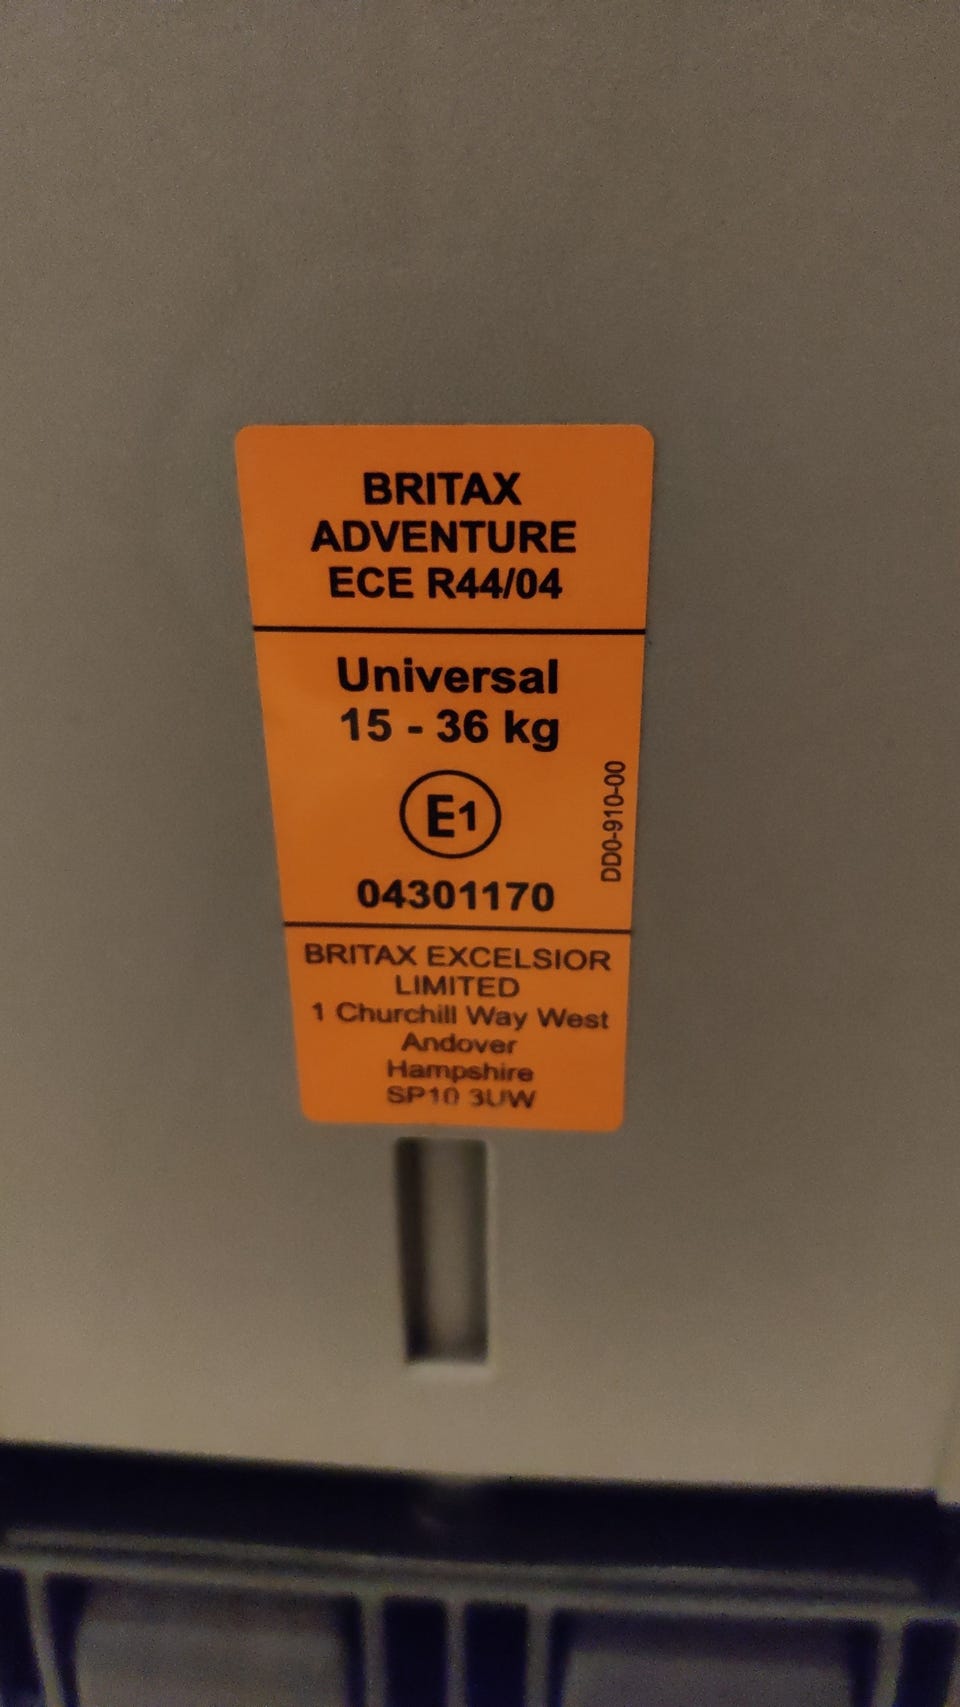 BRITAX
ADVENTURE
ECE R44/04
Universal
15 - 36 kg
E1
04301170
DD0-910-00
BRITAX EXCELSIOR
LIMITED
1 Churchill Way West
Andover
Hampshire
SP10 3UW